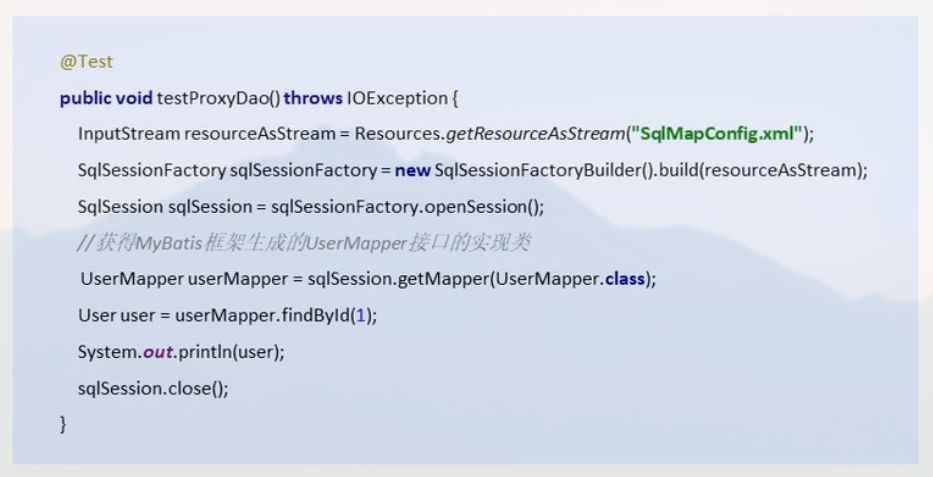 @Test
public void testProxyDao() throws IOException {
InputStream resourceAsStream = Resources.getResourceAsStream("SqlMapConfig.xml");
SqlSessionFactory sqlSessionFactory = new SqlSessionFactoryBuilder().build(resourceAsStream);
SqlSession sqlSession = sqlSessionFactory.openSession();
//获得MyBatis框架生成的UserMapper接口的实现类
UserMapper userMapper = sqlSession.getMapper(UserMapper.class);
User user = userMapper.findById(1);
System.out.println(user);
sqlSession.close();
}